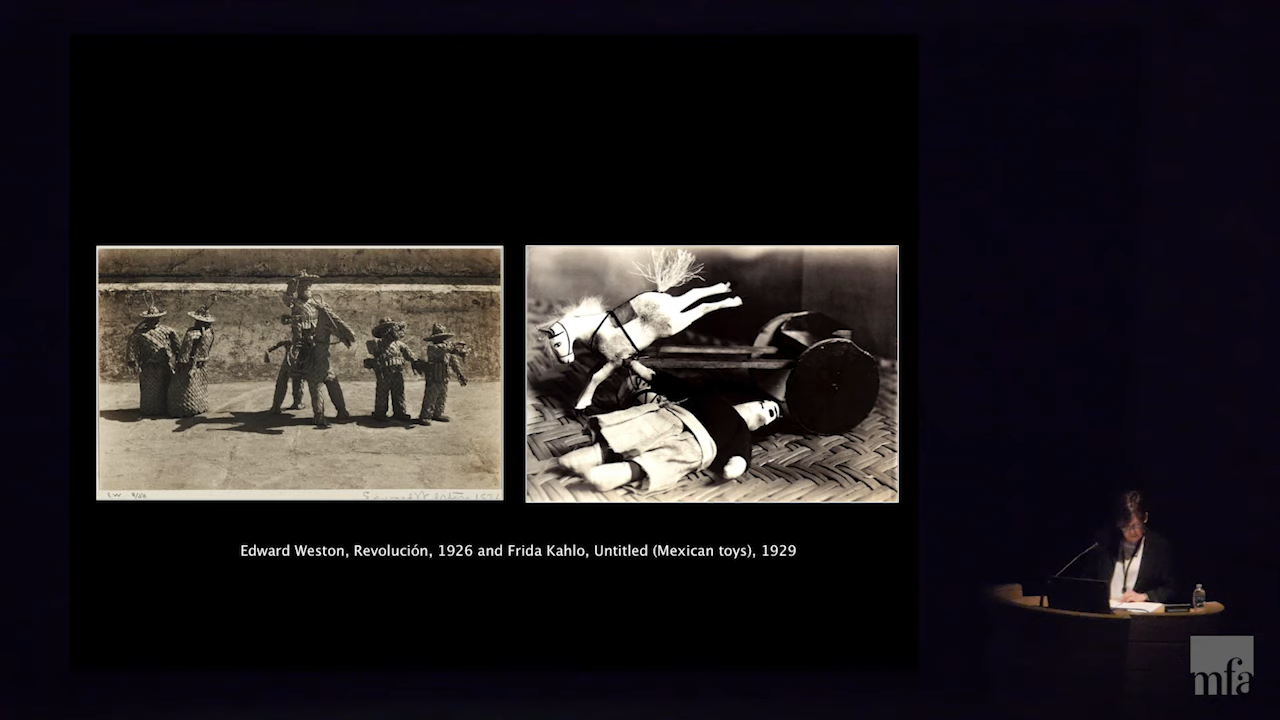 Edward Weston, Revolución, 1926 and Frida Kahlo, Untitled (Mexican toys), 1929
mfa